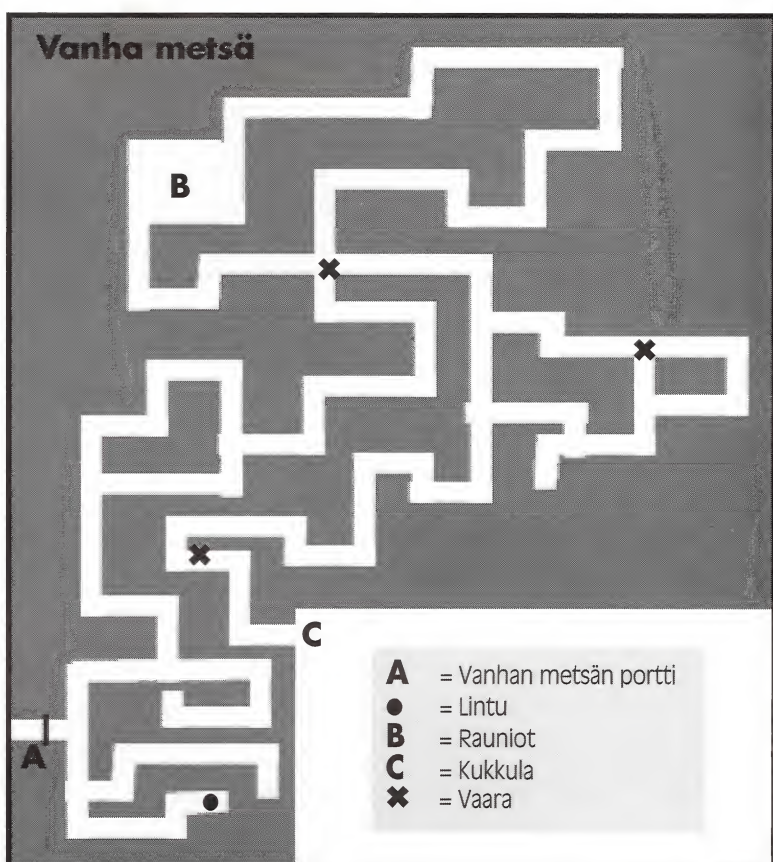 Vanha metsä
B
C
A
A = Vanhan metsän portti
● = Lintu
B = Rauniot
C = Kukkula
✖ = Vaara